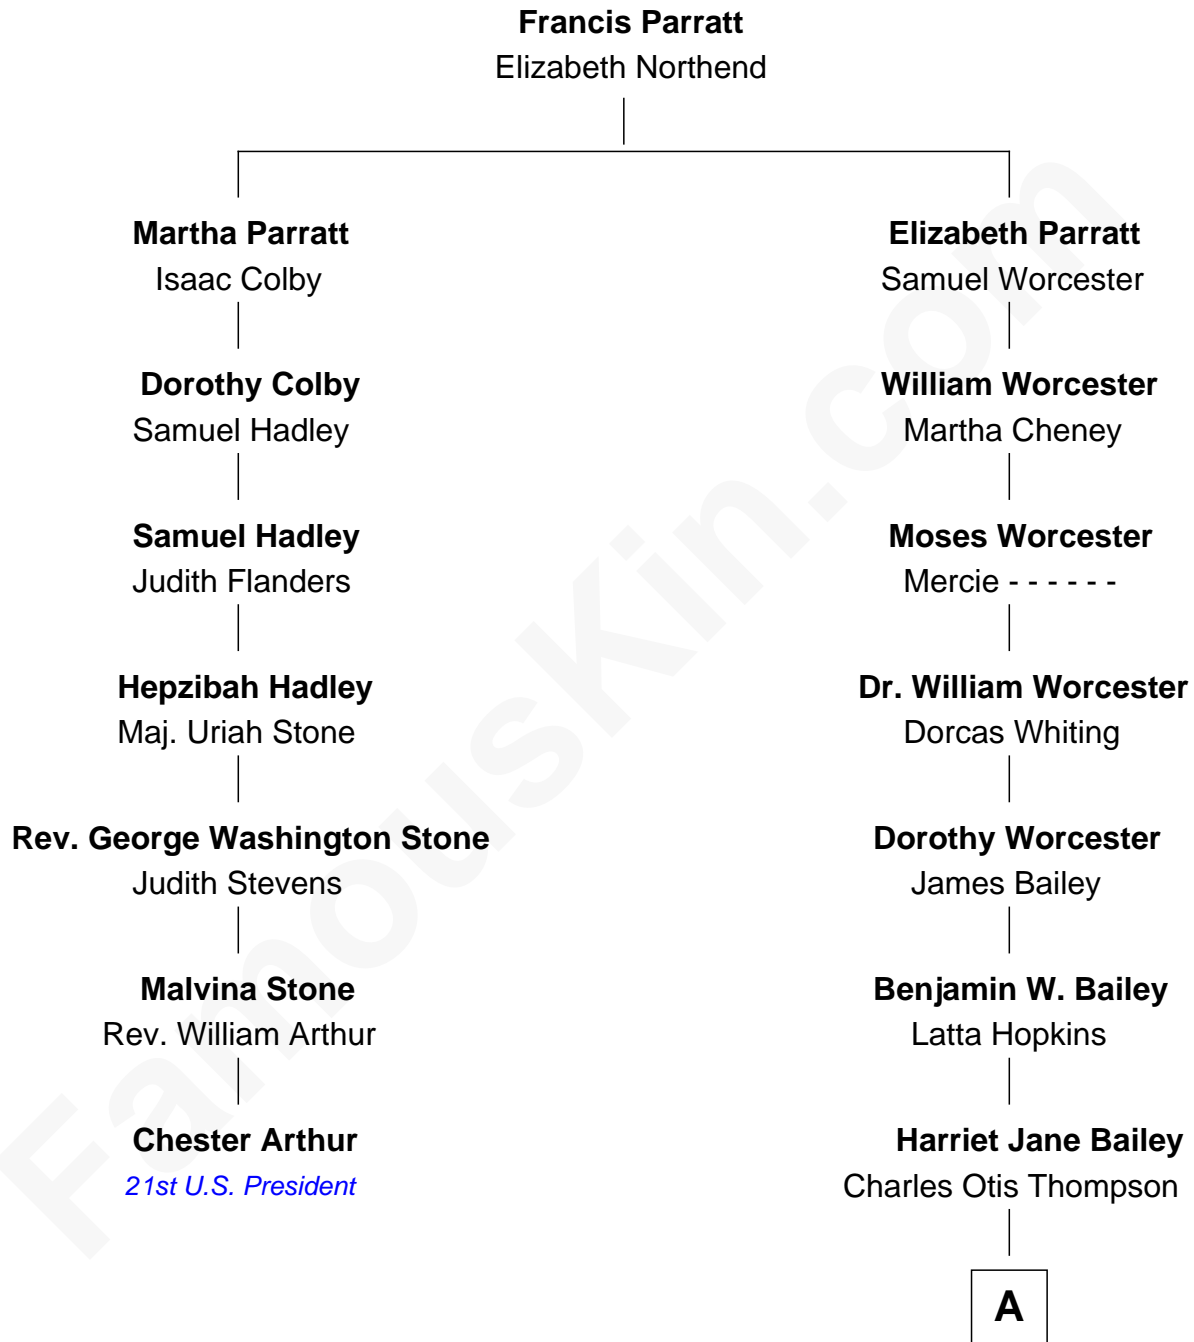 Francis Parratt
Elizabeth Northend
Martha Parratt
Isaac Colby
Elizabeth Parratt
Samuel Worcester
Dorothy Colby
Samuel Hadley
William Worcester
Martha Cheney
Samuel Hadley
Judith Flanders
Moses Worcester
Mercie - - - - - -
Hepzibah Hadley
Maj. Uriah Stone
Dr. William Worcester
Dorcas Whiting
Rev. George Washington Stone
Judith Stevens
Dorothy Worcester
James Bailey
Malvina Stone
Rev. William Arthur
Benjamin W. Bailey
Latta Hopkins
Chester Arthur
21st U.S. President
Harriet Jane Bailey
Charles Otis Thompson
A
FamousKin.com